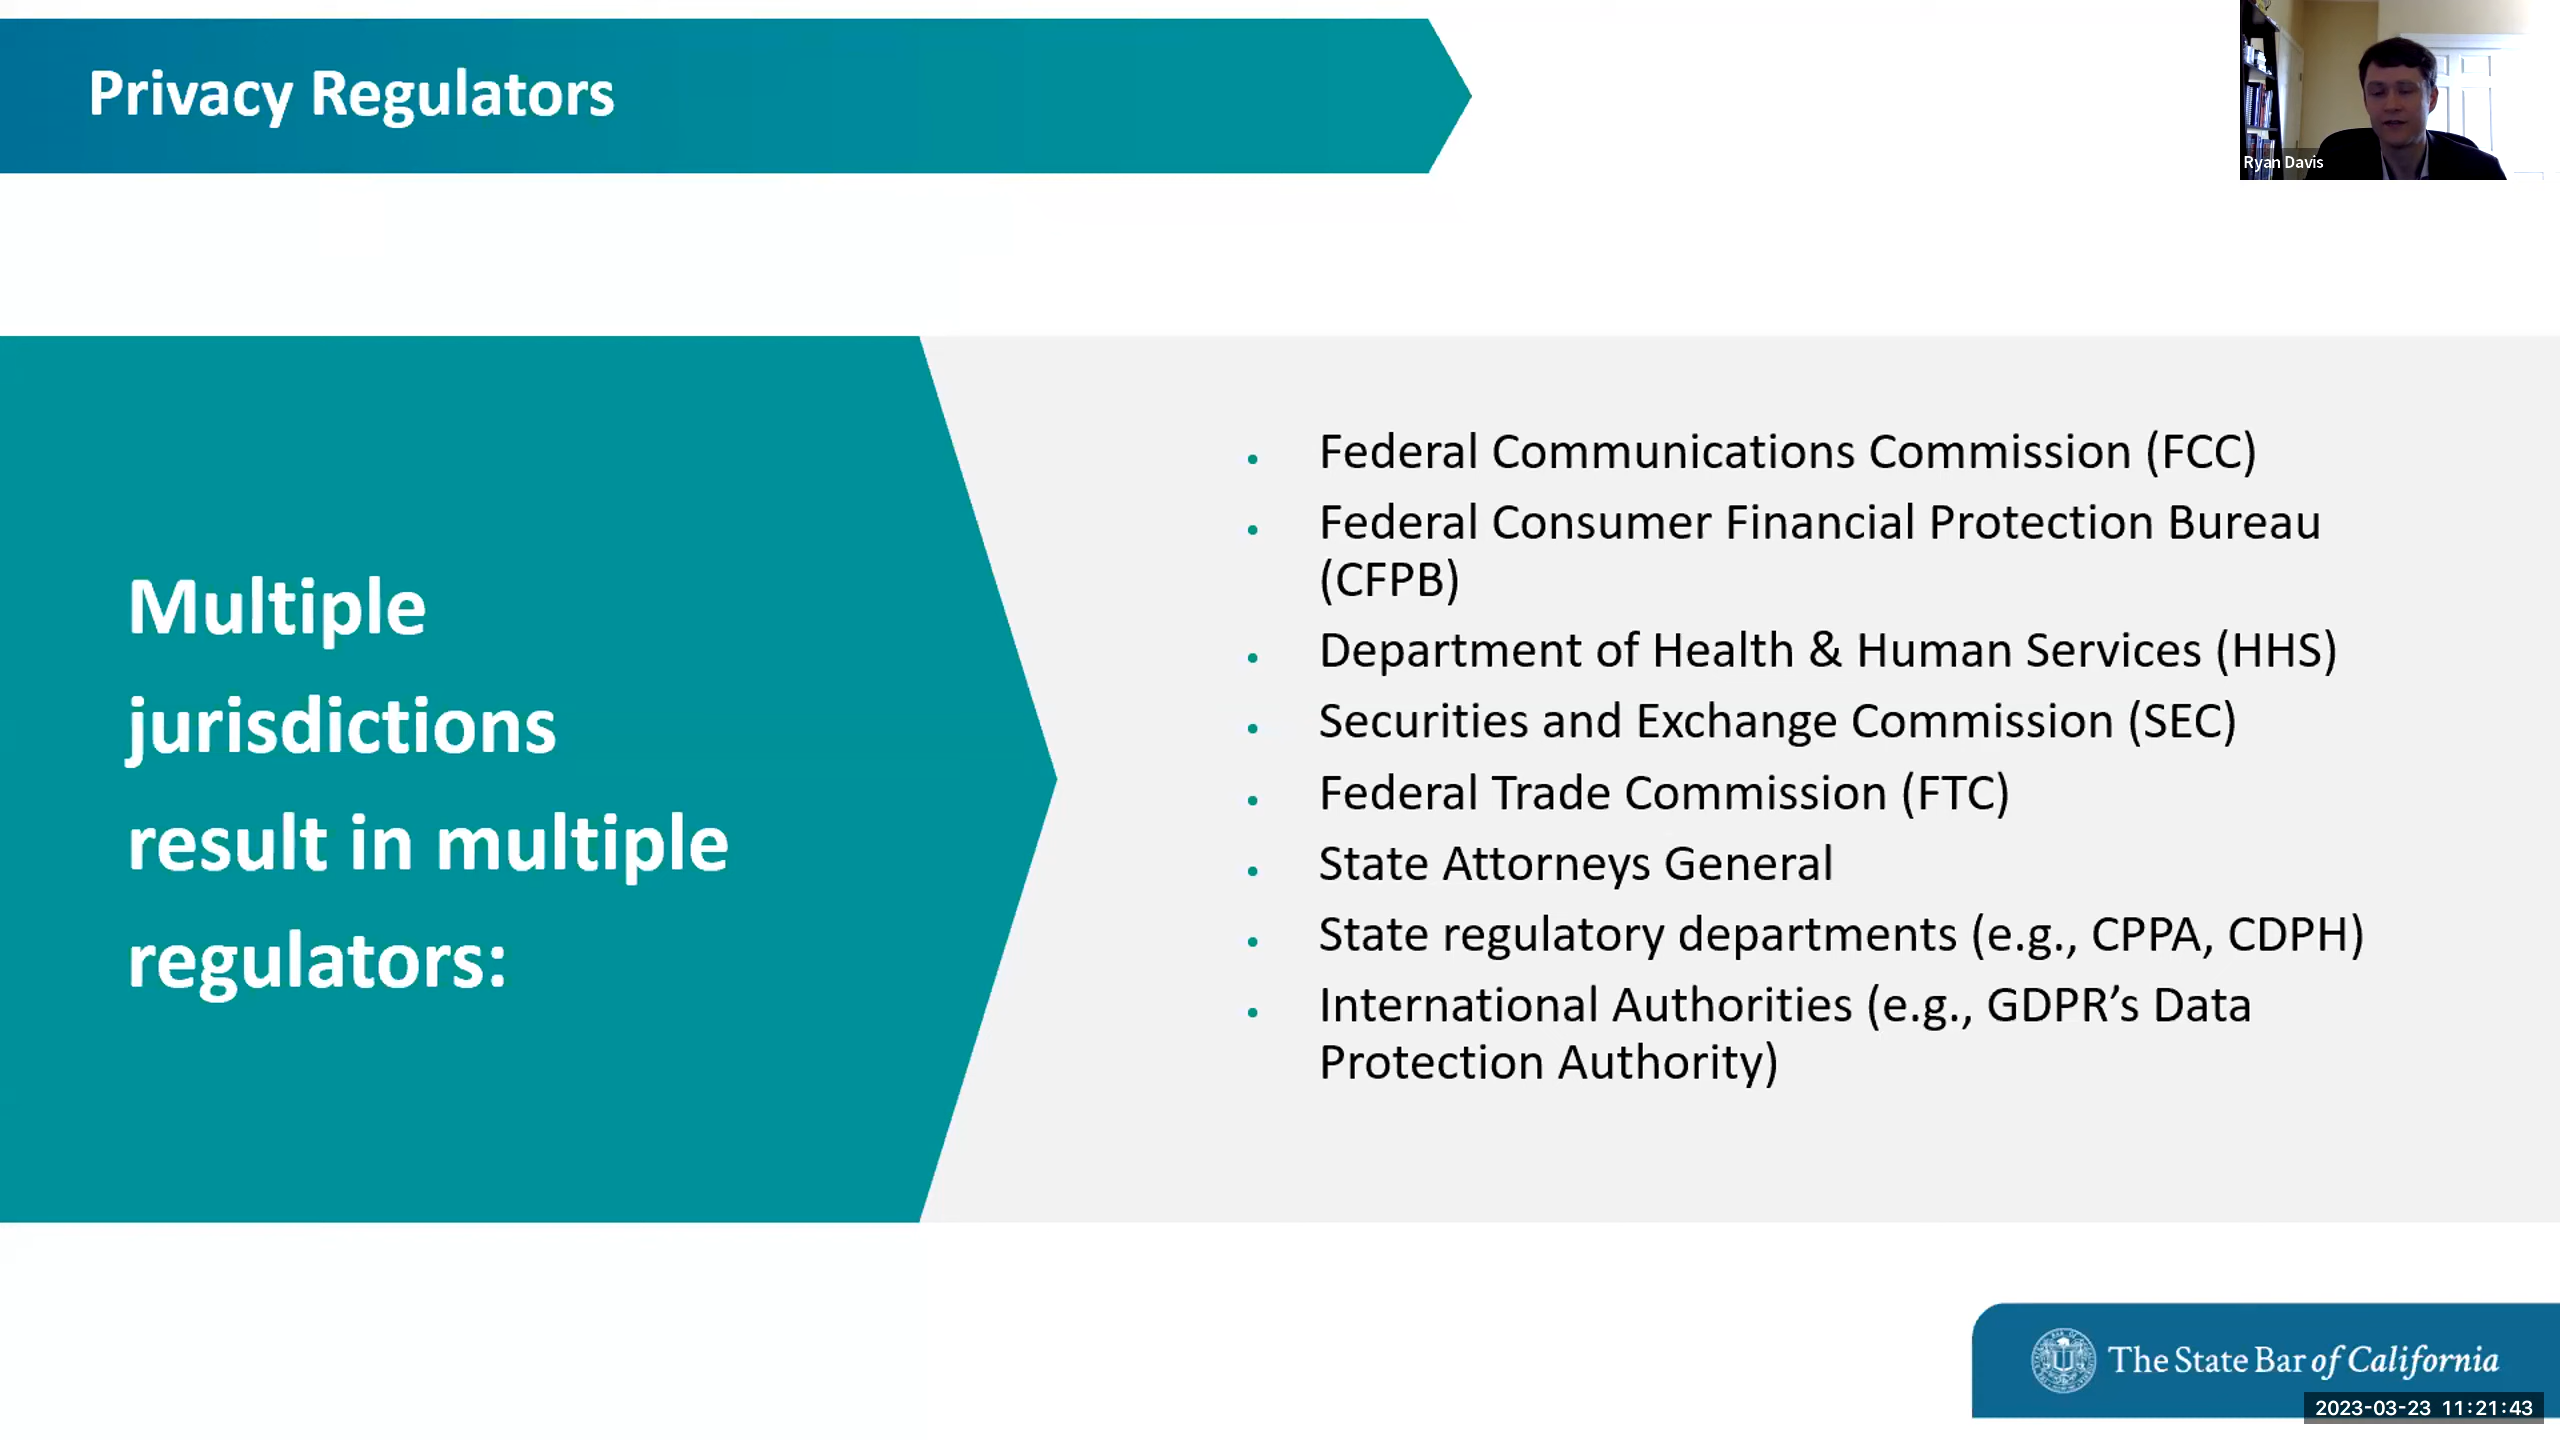 Privacy Regulators
Ryan Davis
Multiple
jurisdictions
result in multiple
regulators:
• Federal Communications Commission (FCC)
• Federal Consumer Financial Protection Bureau
(CFPB)
• Department of Health & Human Services (HHS)
• Securities and Exchange Commission (SEC)
• Federal Trade Commission (FTC)
• State Attorneys General
• State regulatory departments (e.g., CPPA, CDPH)
• International Authorities (e.g., GDPR’s Data
Protection Authority)
The State Bar of California
2023-03-23 11:21:43